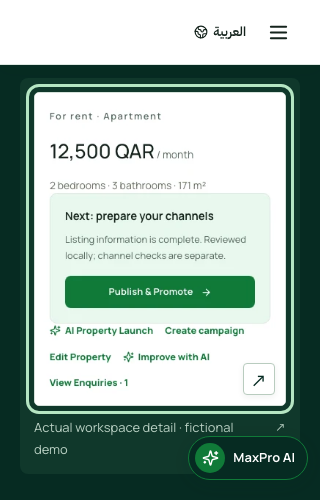 العربية
For rent · Apartment
12,500 QAR / month
2 bedrooms · 3 bathrooms · 171 m²
Next: prepare your channels
Listing information is complete. Reviewed
locally; channel checks are separate.
Publish & Promote →
AI Property Launch Create campaign
Edit Property Improve with AI
View Enquiries · 1 ↗
Actual workspace detail · fictional ↗
demo
MaxPro AI